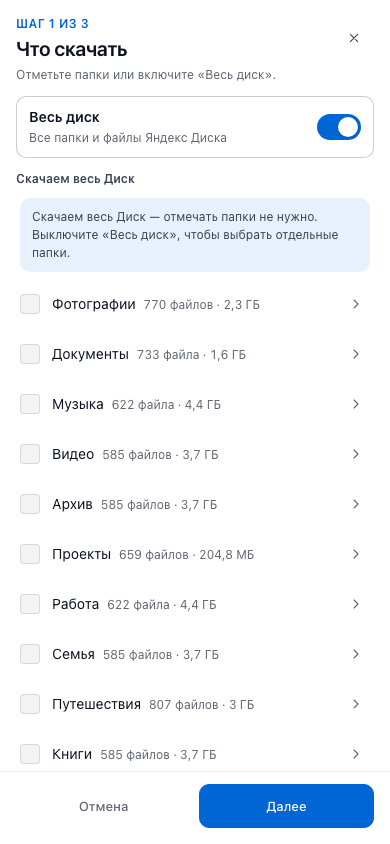 ШАГ 1 ИЗ 3
Что скачать
Отметьте папки или включите «Весь диск».
Весь диск
Все папки и файлы Яндекс Диска
Скачаем весь Диск
Скачаем весь Диск — отмечать папки не нужно.
Выключите «Весь диск», чтобы выбрать отдельные
папки.
Фотографии 770 файлов · 2,3 ГБ
Документы 733 файла · 1,6 ГБ
Музыка 622 файла · 4,4 ГБ
Видео 585 файлов · 3,7 ГБ
Архив 585 файлов · 3,7 ГБ
Проекты 659 файлов · 204,8 МБ
Работа 622 файла · 4,4 ГБ
Семья 585 файлов · 3,7 ГБ
Путешествия 807 файлов · 3 ГБ
Книги 585 файлов · 3,7 ГБ
Отмена Далее